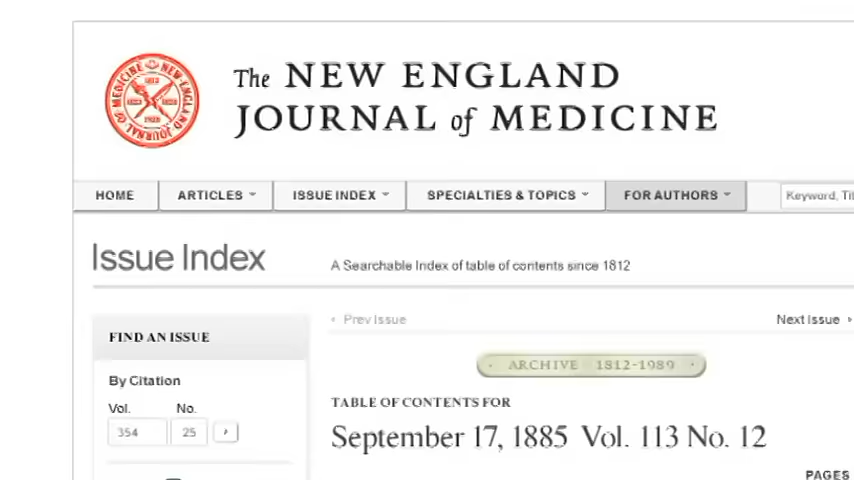 The NEW ENGLAND
JOURNAL of MEDICINE
HOME ARTICLES ISSUE INDEX SPECIALTIES & TOPICS FOR AUTHORS Keyword, Tit
Issue Index
A Searchable Index of table of contents since 1812
FIND AN ISSUE
By Citation
Vol. No.
354 25
‹ Prev Issue Next Issue ›
ARCHIVE 1812-1989
TABLE OF CONTENTS FOR
September 17, 1885 Vol. 113 No. 12
PAGES